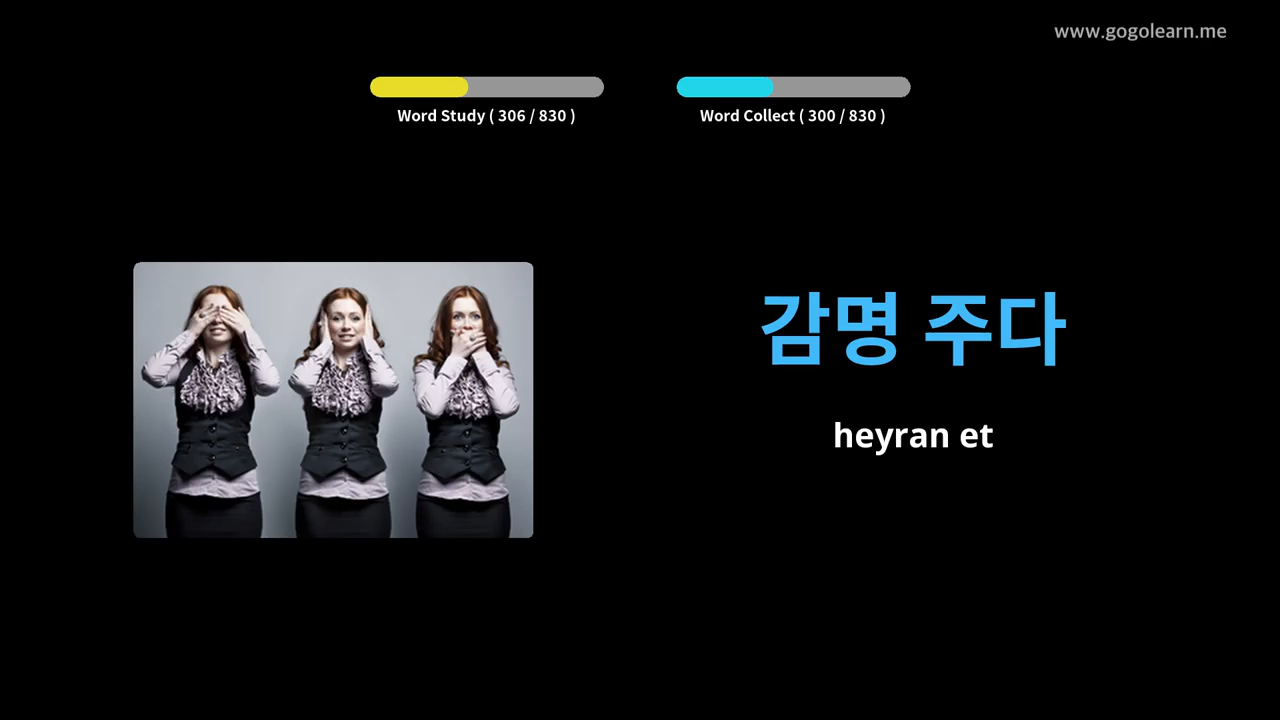 www.gogolearn.me
Word Study ( 306 / 830 )
Word Collect ( 300 / 830 )
감명 주다
heyran et